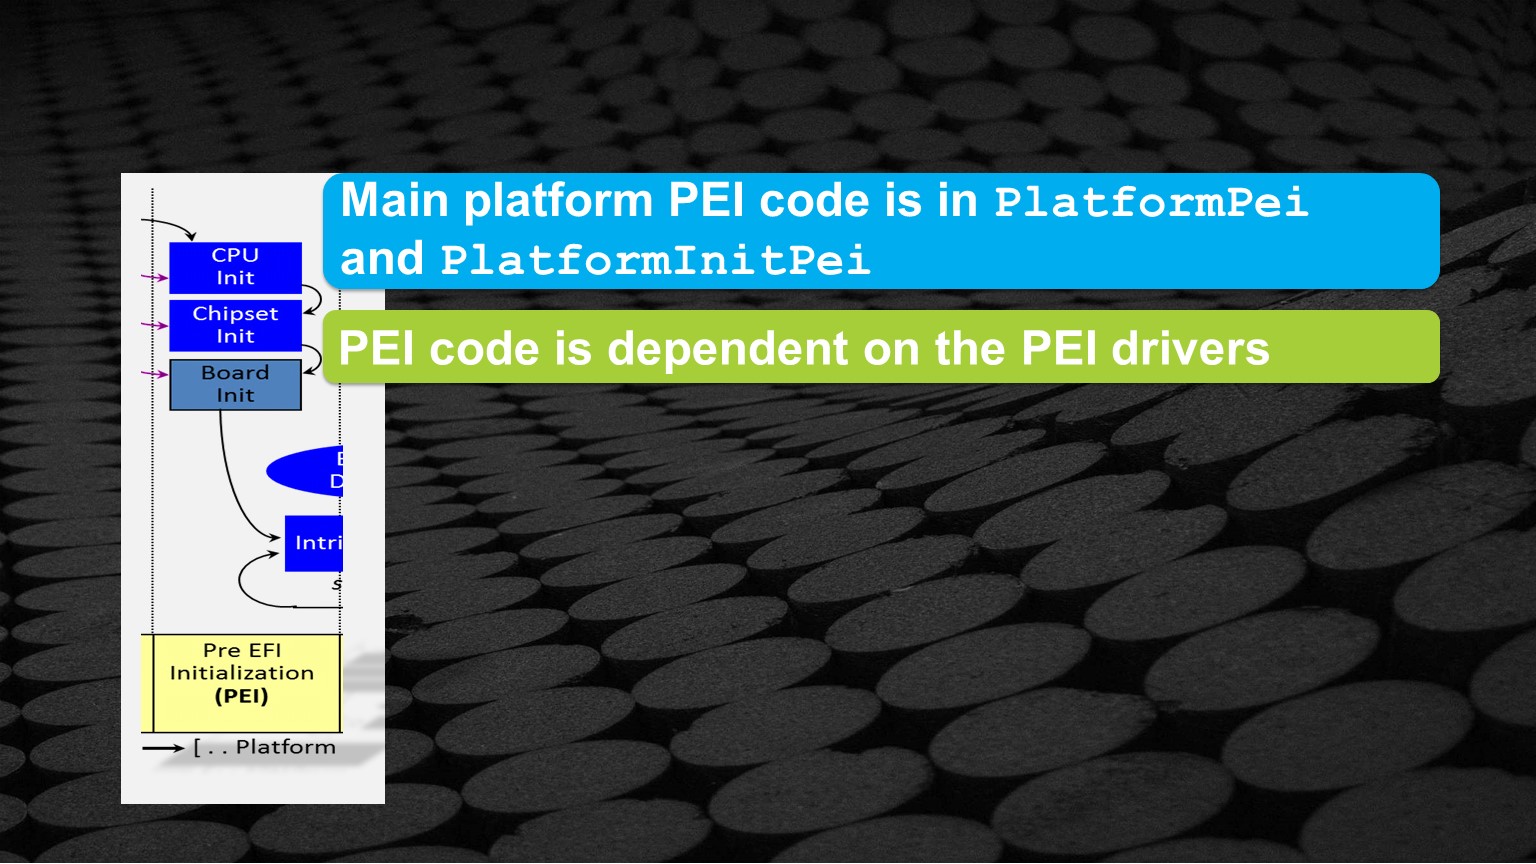 Main platform PEI code is in PlatformPei
and PlatformInitPei
PEI code is dependent on the PEI drivers
CPU
Init
Chipset
Init
Board
Init
Pre EFI
Initialization
(PEI)
[ . . Platform